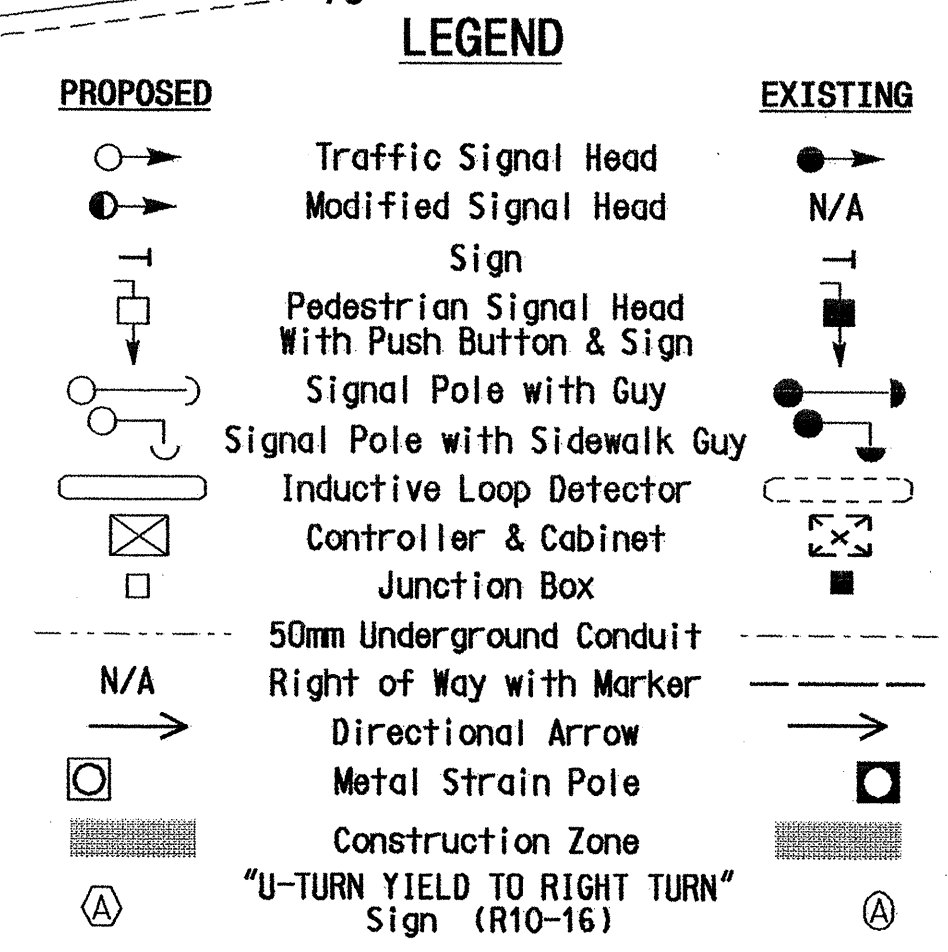 LEGEND
PROPOSED EXISTING
Traffic Signal Head
Modified Signal Head N/A
Sign
Pedestrian Signal Head
With Push Button & Sign
Signal Pole with Guy
Signal Pole with Sidewalk Guy
Inductive Loop Detector
Controller & Cabinet
Junction Box
50mm Underground Conduit
N/A Right of Way with Marker
Directional Arrow
Metal Strain Pole
Construction Zone
"U-TURN YIELD TO RIGHT TURN"
A Sign (R10-16) A